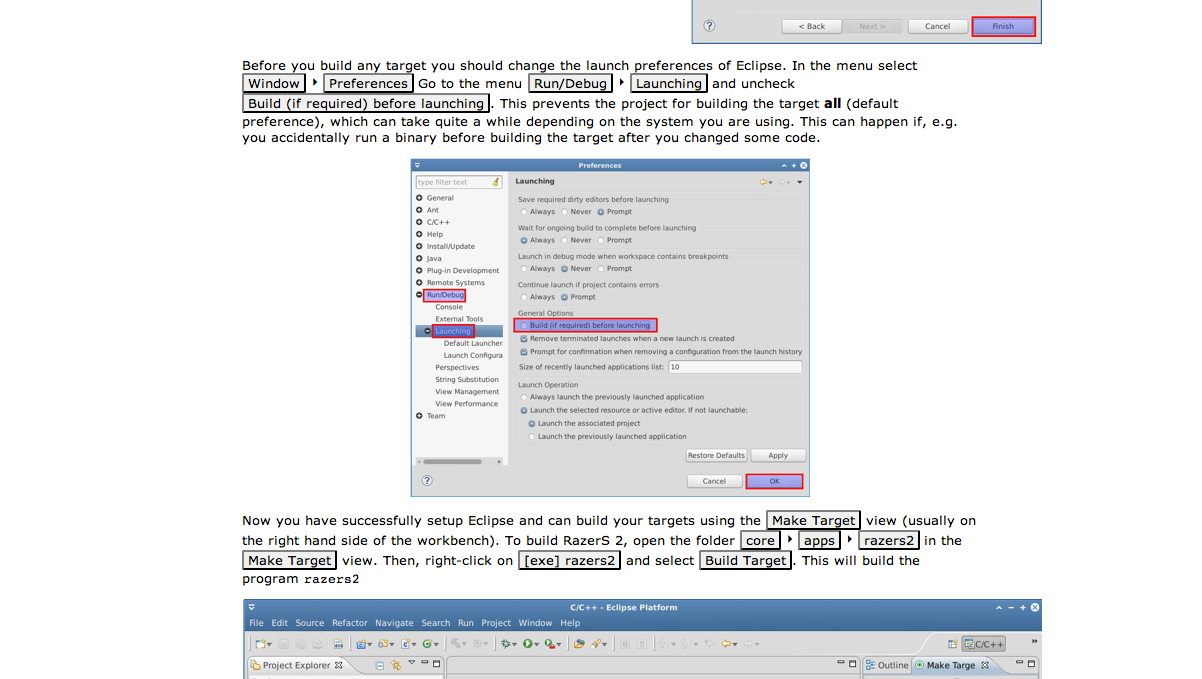 < Back Next > Cancel Finish
Before you build any target you should change the launch preferences of Eclipse. In the menu select
Window Preferences Go to the menu Run/Debug Launching and uncheck
Build (if required) before launching. This prevents the project for building the target all (default
preference), which can take quite a while depending on the system you are using. This can happen if, e.g.
you accidentally run a binary before building the target after you changed some code.
Preferences
type filter text
General
Ant
C/C++
Help
Install/Update
Java
Plug-in Development
Remote Systems
Run/Debug
Console
External Tools
Launching
Default Launcher
Launch Configura
Perspectives
String Substitution
View Management
View Performance
Team
Launching
Save required dirty editors before launching
Always Never Prompt
Wait for ongoing build to complete before launching
Always Never Prompt
Launch in debug mode when workspace contains breakpoints
Always Never Prompt
Continue launch if project contains errors
Always Prompt
General Options
Build (if required) before launching
Remove terminated launches when a new launch is created
Prompt for confirmation when removing a configuration from the launch history
Size of recently launched applications list: 10
Launch Operation
Always launch the previously launched application
Launch the selected resource or active editor. If not launchable:
Launch the associated project
Launch the previously launched application
Restore Defaults Apply
Cancel OK
Now you have successfully setup Eclipse and can build your targets using the Make Target view (usually on
the right hand side of the workbench). To build RazerS 2, open the folder core apps razers2 in the
Make Target view. Then, right-click on [exe] razers2 and select Build Target. This will build the
program razers2
C/C++ - Eclipse Platform
File Edit Source Refactor Navigate Search Run Project Window Help
C/C++ »
Project Explorer Outline Make Targe